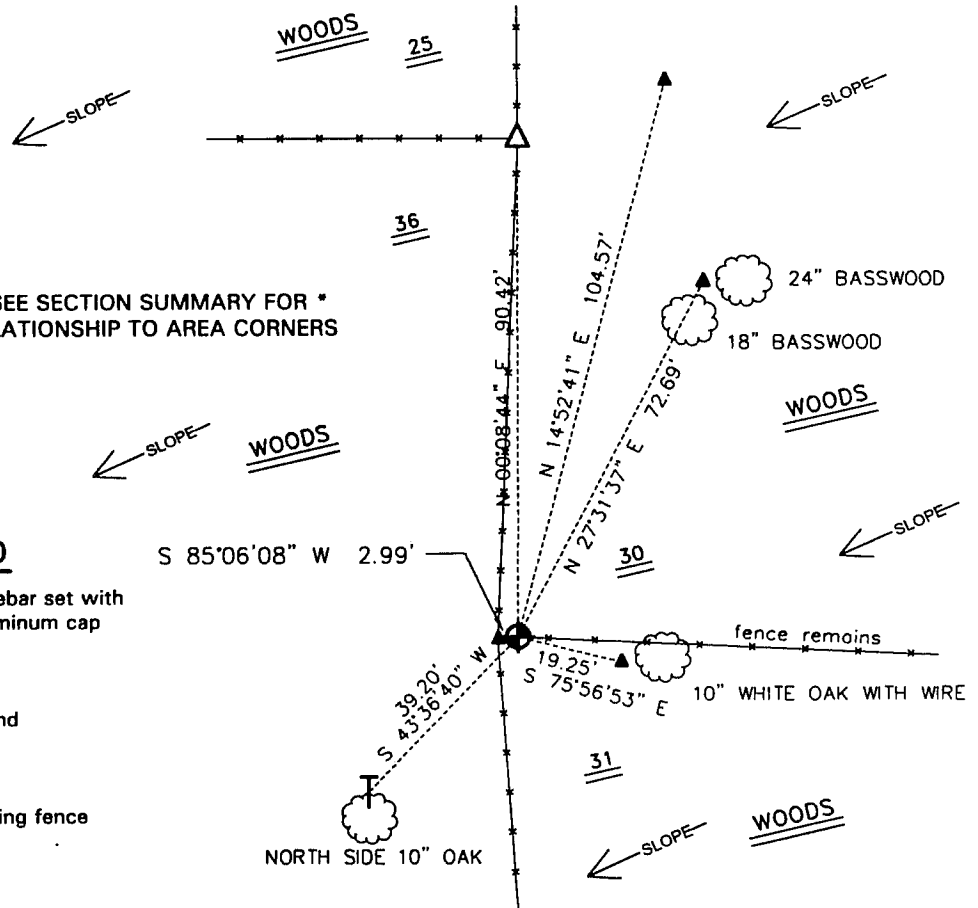 WOODS
25
SLOPE
SLOPE
36
SEE SECTION SUMMARY FOR *
LATIONSHIP TO AREA CORNERS
N 00°08'44" E 90.42'
N 14°52'41" E 104.57'
24" BASSWOOD
18" BASSWOOD
N 27°31'37" E 72.69'
WOODS
SLOPE
WOODS
SLOPE
S 85°06'08" W 2.99'
30
ebar set with
minum cap
fence remains
19.25'
S 75°56'53" E
10" WHITE OAK WITH WIRE
39.20'
S 43°36'40" W
nd
31
ing fence
WOODS
SLOPE
NORTH SIDE 10" OAK